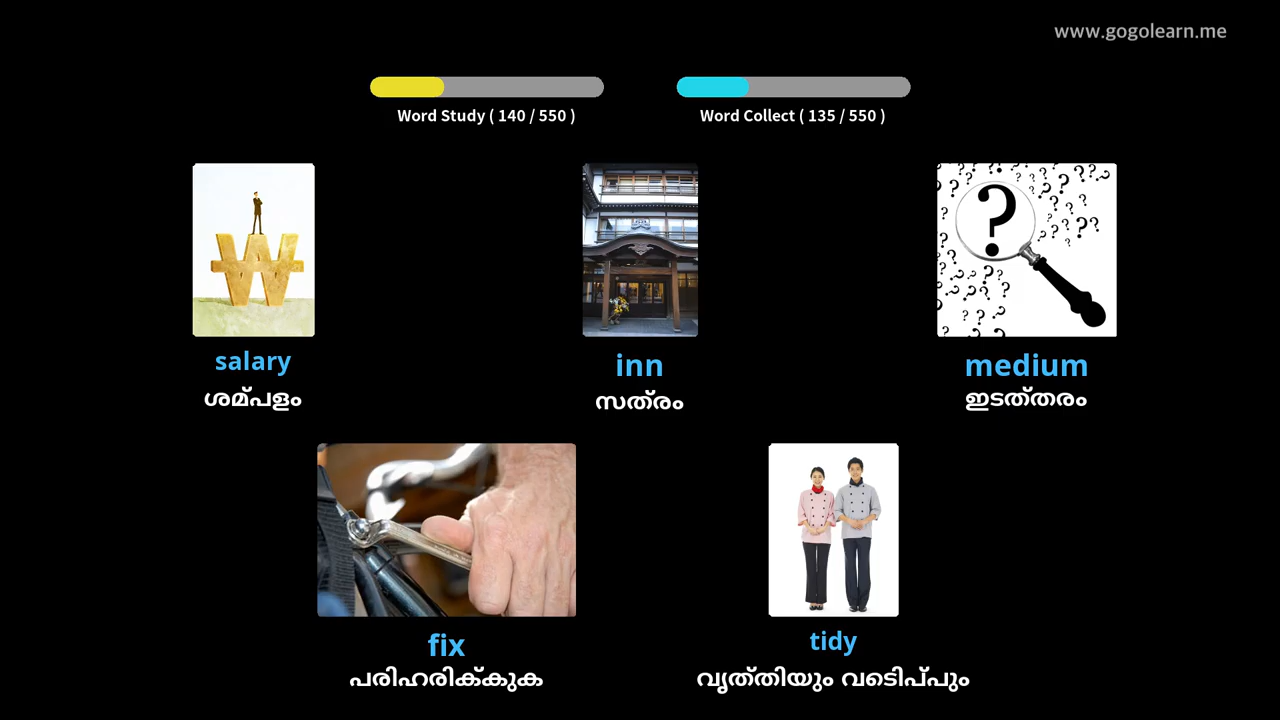 www.gogolearn.me
Word Study ( 140 / 550 )
Word Collect ( 135 / 550 )
salary
ശമ്പളം
inn
സത്രം
medium
ഇടത്തരം
fix
പരിഹരിക്കുക
tidy
വൃത്തിയും വെടിപ്പും